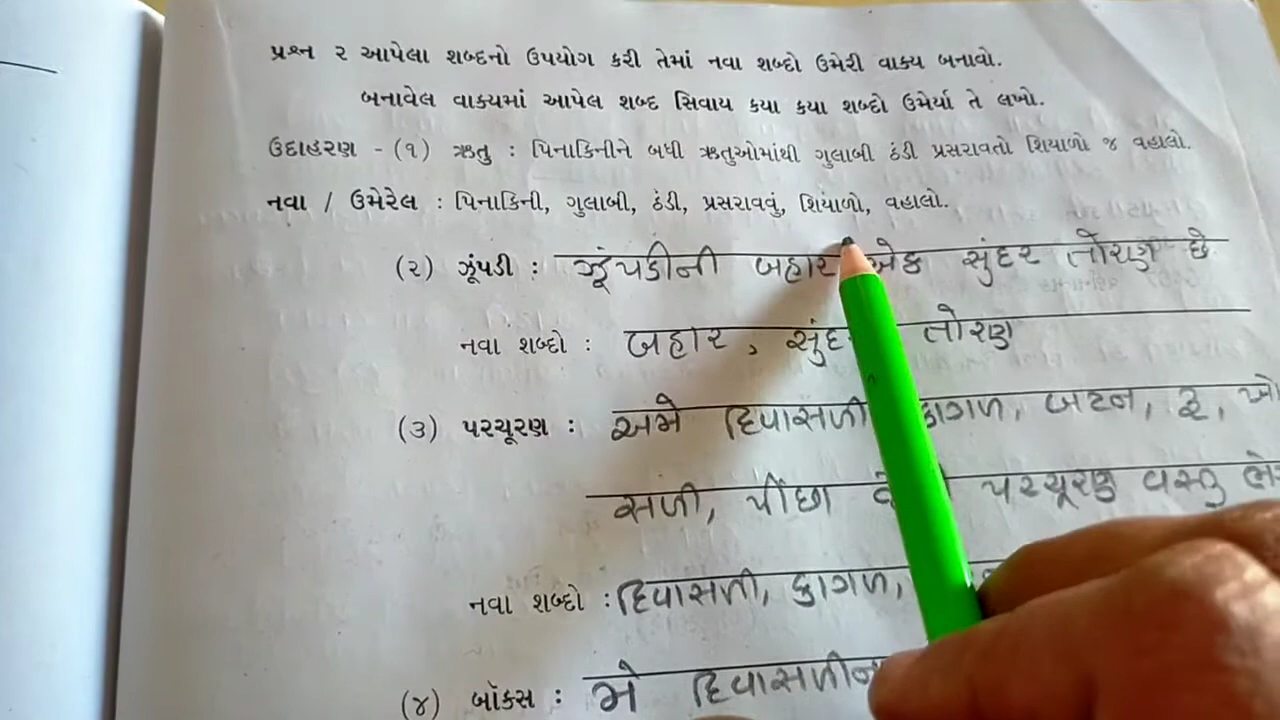 પ્રશ્ન ૨ આપેલા શબ્દનો ઉપયોગ કરી તેમાં નવા શબ્દો ઉમેરી વાક્ય બનાવો.
બનાવેલ વાક્યમાં આપેલ શબ્દ સિવાય કયા કયા શબ્દો ઉમેર્યા તે લખો.
ઉદાહરણ - (૧) ઋતુ : પિનાકિનીને બધી ઋતુઓમાંથી ગુલાબી ઠંડી પ્રસરાવતો શિયાળો જ વહાલો.
નવા / ઉમેરેલ : પિનાકિની, ગુલાબી, ઠંડી, પ્રસરાવવું, શિયાળો, વહાલો.
(૨) ઝૂંપડી : ઝૂંપડીની બહાર એક સુંદર તોરણ છે
નવા શબ્દો : બહાર, તોરણ
(૩) પરચૂરણ : અમે દિવાસળી કાગળ, બટન, રૂ,
સળી, પીંછા પરચૂરણ વસ્તુ
નવા શબ્દો : દિવાસળી, કાગળ,
(૪) બૉક્સ : મે